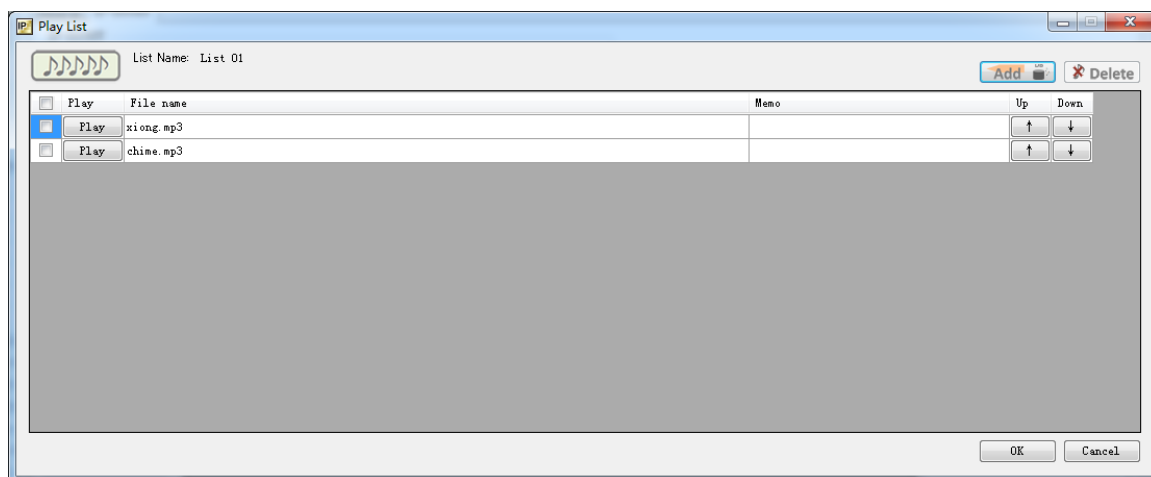 IP Play List
List Name: List 01
Add Delete
Play File name Memo Up Down
Play xiong.mp3 ↑ ↓
Play chime.mp3 ↑ ↓
OK Cancel